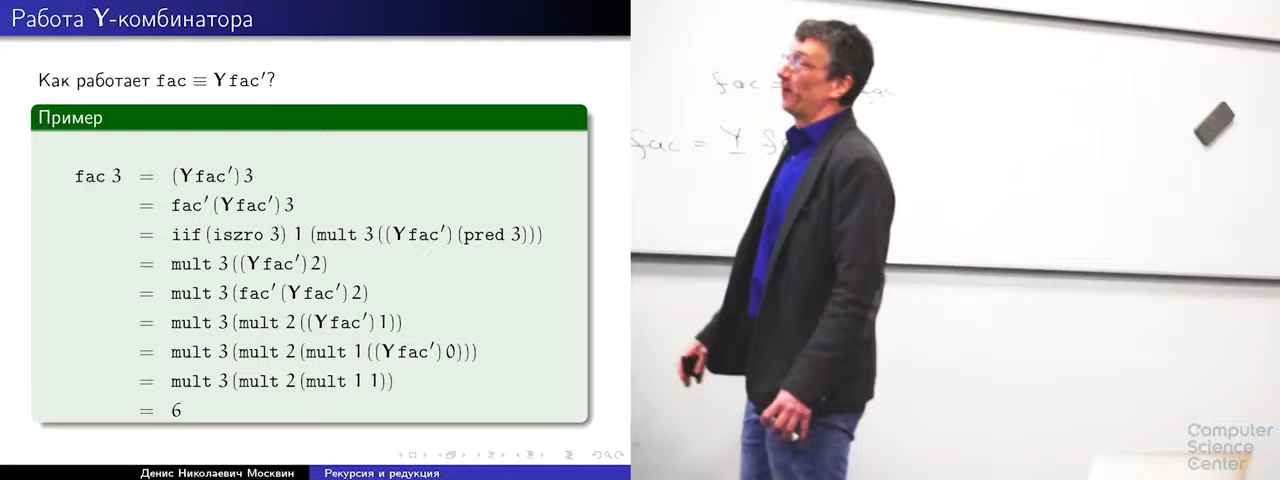 Работа Y-комбинатора
Как работает fac ≡ Y fac′?
Пример
fac 3 = (Y fac′) 3
= fac′ (Y fac′) 3
= iif (iszro 3) 1 (mult 3 ((Y fac′) (pred 3)))
= mult 3 ((Y fac′) 2)
= mult 3 (fac′ (Y fac′) 2)
= mult 3 (mult 2 ((Y fac′) 1))
= mult 3 (mult 2 (mult 1 ((Y fac′) 0)))
= mult 3 (mult 2 (mult 1 1))
= 6
Денис Николаевич Москвин Рекурсия и редукция
fac =
fac = Y
Computer
Science
Center